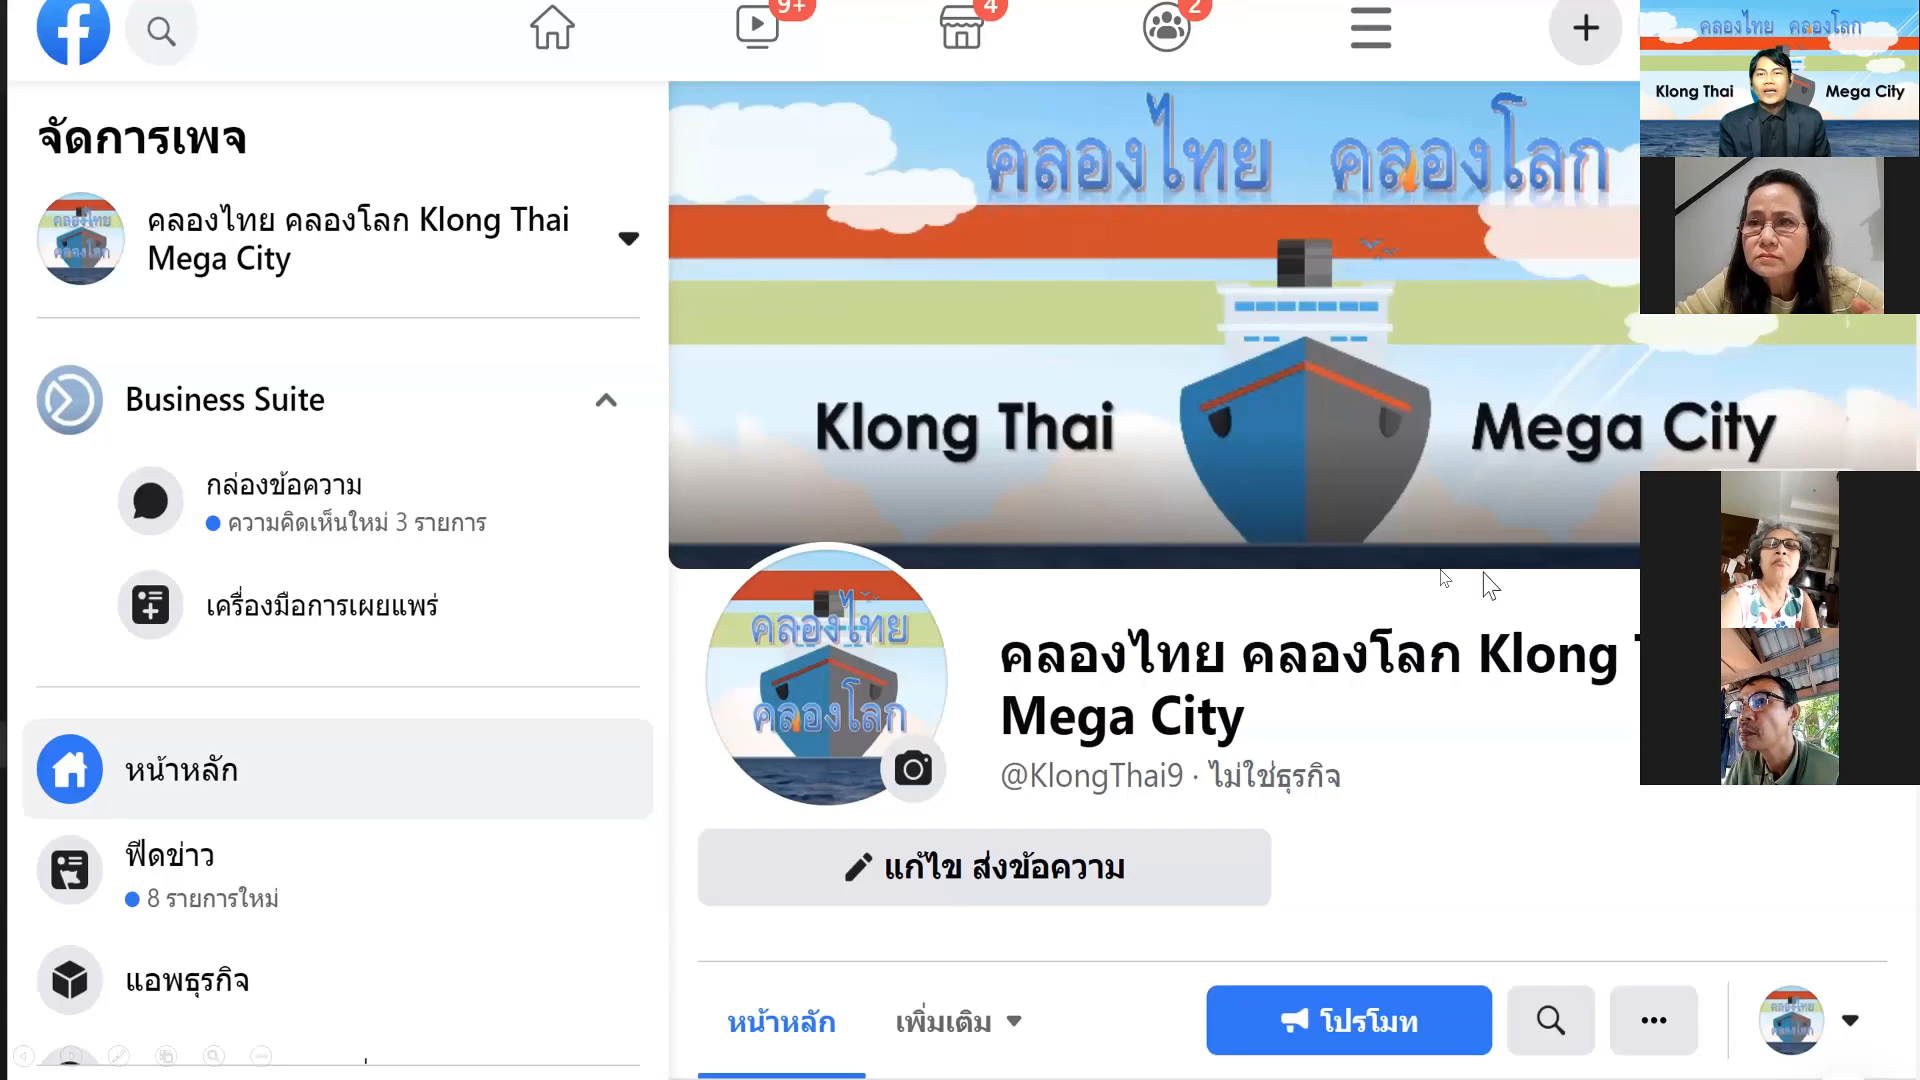 9+
4
2
จัดการเพจ
คลองไทย คลองโลก Klong Thai
Mega City
Business Suite
กล่องข้อความ
ความคิดเห็นใหม่ 3 รายการ
เครื่องมือการเผยแพร่
หน้าหลัก
ฟีดข่าว
8 รายการใหม่
แอพธุรกิจ
คลองไทย คลองโลก
Klong Thai Mega City
คลองไทย
คลองโลก
คลองไทย คลองโลก Klong
Mega City
@KlongThai9 · ไม่ใช่ธุรกิจ
แก้ไข ส่งข้อความ
หน้าหลัก
เพิ่มเติม
โปรโมท
คลองไทย คลองโลก
Klong Thai Mega City